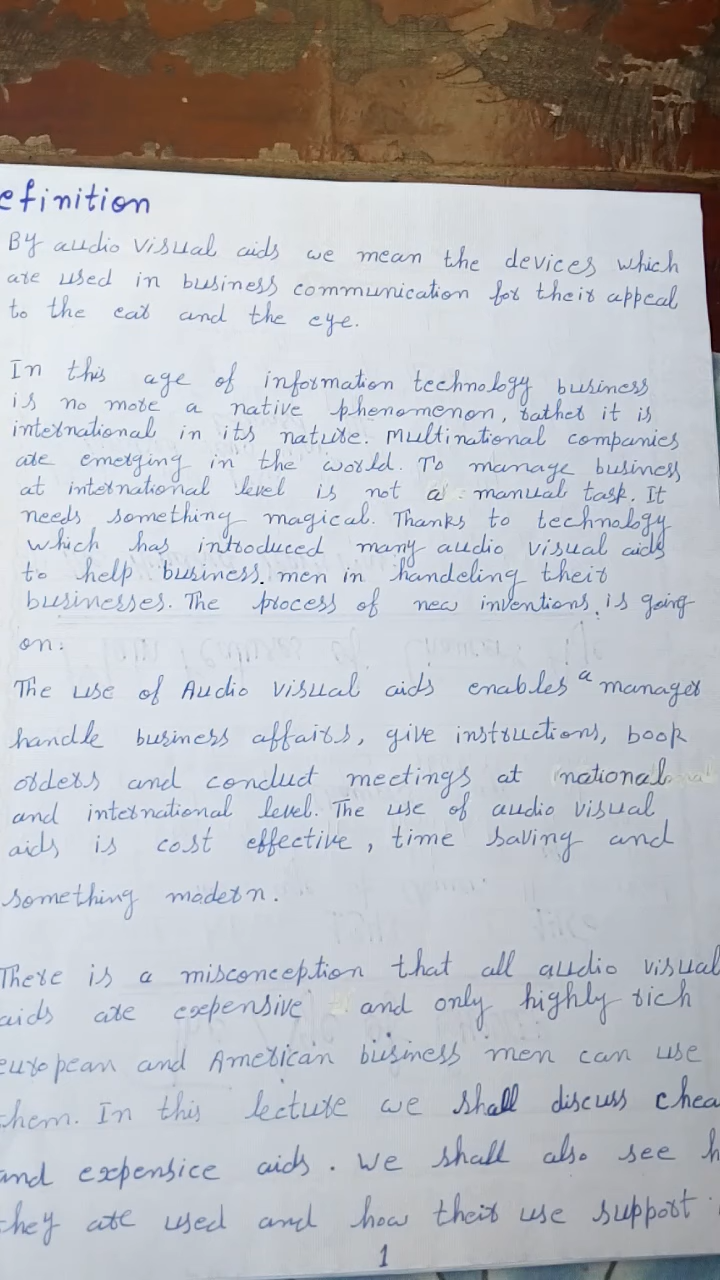 efinition
By audio visual aids we mean the devices which
are used in business communication for their appeal
to the ear and the eye.
In this age of information technology business
is no more a native phenomenon, rather it is
international in its nature. Multinational companies
are emerging in the world. To manage business
at international level is not a manual task. It
needs something magical. Thanks to technology
which has introduced many audio visual aids
to help business men in handeling their
businesses. The process of new inventions is going
on.
The use of Audio visual aids enables a manager
handle business affairs, give instructions, book
orders and conduct meetings at national
and international level. The use of audio visual
aids is cost effective, time saving and
something modern.
There is a misconception that all audio visual
aids are expensive and only highly rich
european and American business men can use
them. In this lecture we shall discuss chea
and expensice aids. We shall also see h
they are used and how their use support
1